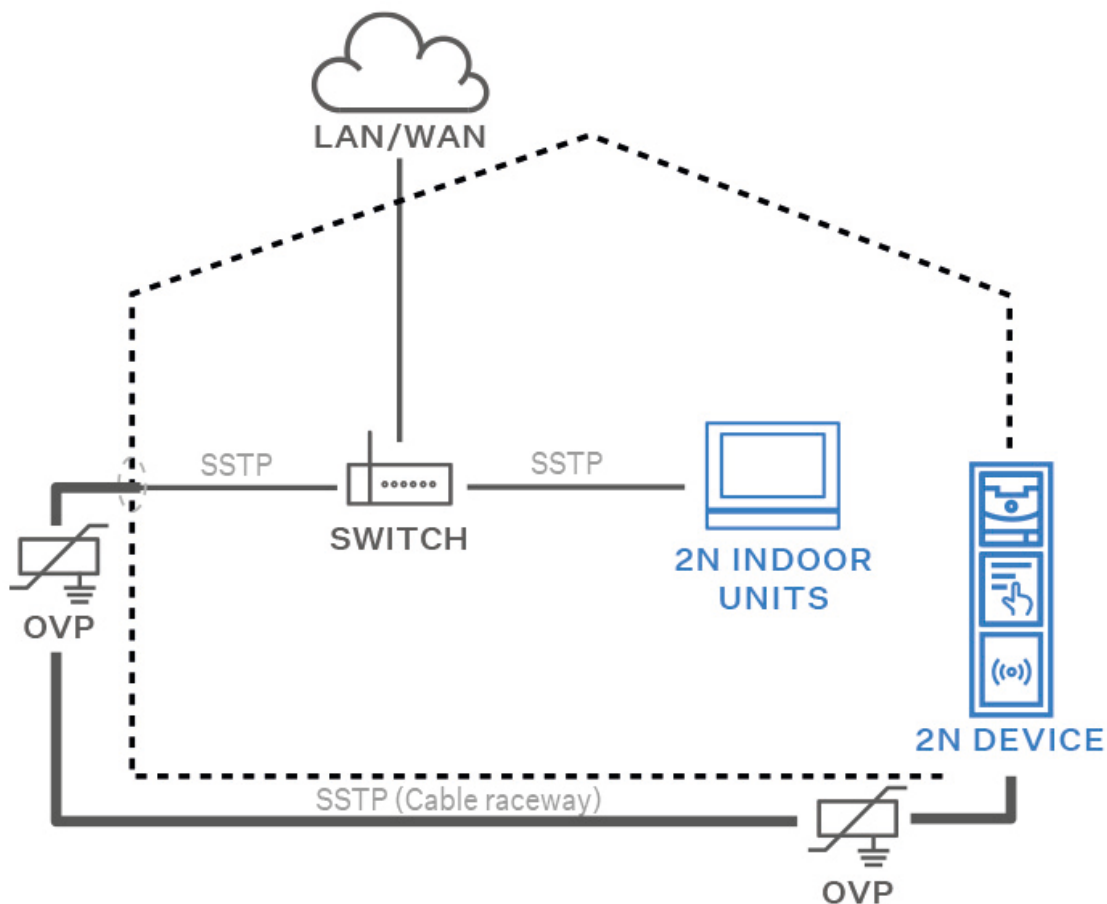 LAN/WAN
SSTP
SSTP
SWITCH
2N INDOOR
UNITS
OVP
2N DEVICE
SSTP (Cable raceway)
OVP